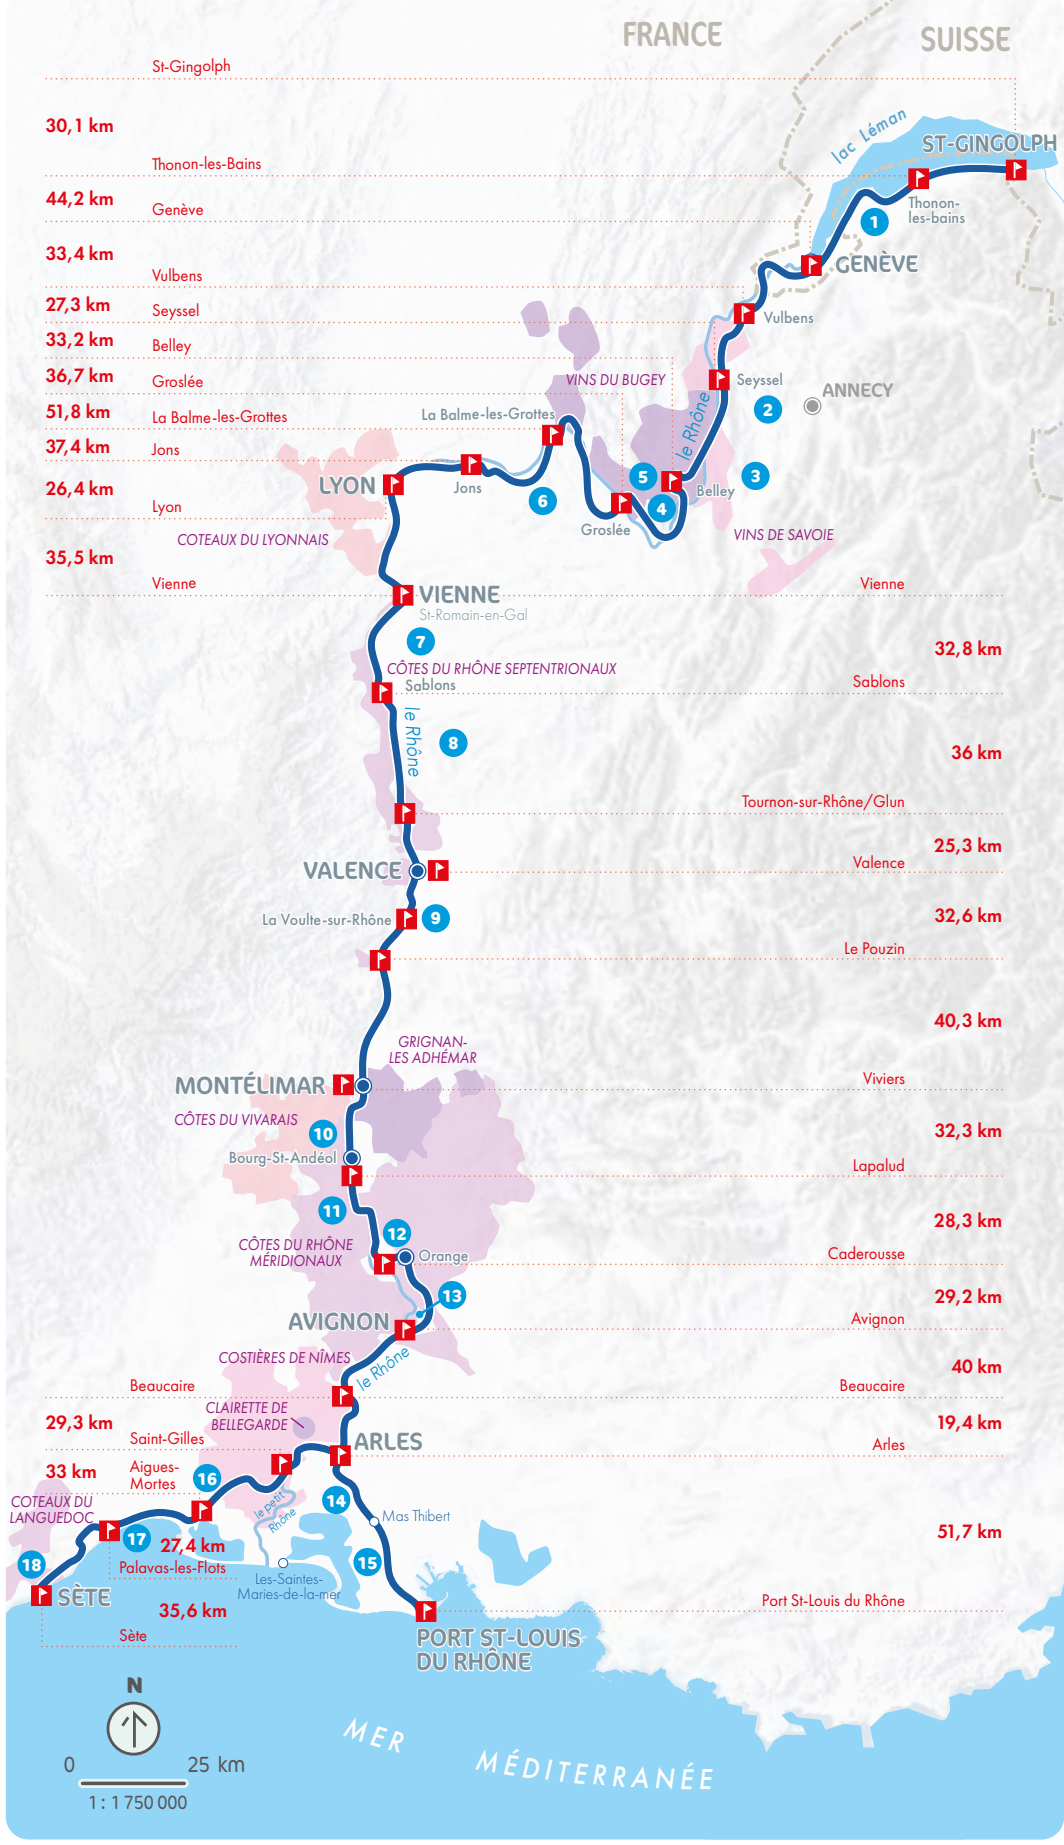 FRANCE
SUISSE
St-Gingolph
30,1 km
lac Léman
ST-GINGOLPH
Thonon-les-Bains
44,2 km
Thonon-
les-bains
Genève
1
33,4 km
GENÈVE
Vulbens
27,3 km
Seyssel
Vulbens
33,2 km
Belley
36,7 km
Groslée
VINS DU BUGEY
Seyssel
ANNECY
51,8 km
La Balme-les-Grottes
La Balme-les-Grottes
le Rhône
2
37,4 km
Jons
26,4 km
LYON
Jons
5
3
Belley
6
4
Lyon
Groslée
COTEAUX DU LYONNAIS
VINS DE SAVOIE
35,5 km
Vienne
VIENNE
Vienne
St-Romain-en-Gal
7
32,8 km
CÔTES DU RHÔNE SEPTENTRIONAUX
Sablons
Sablons
le Rhône
8
36 km
Tournon-sur-Rhône/Glun
25,3 km
VALENCE
Valence
La Voulte-sur-Rhône
9
32,6 km
Le Pouzin
40,3 km
GRIGNAN-
LES ADHÉMAR
MONTÉLIMAR
Viviers
CÔTES DU VIVARAIS
10
32,3 km
Bourg-St-Andéol
Lapalud
11
28,3 km
12
CÔTES DU RHÔNE
MÉRIDIONAUX
Orange
Caderousse
13
29,2 km
AVIGNON
Avignon
COSTIÈRES DE NÎMES
le Rhône
40 km
Beaucaire
Beaucaire
CLAIRETTE DE
BELLEGARDE
29,3 km
19,4 km
Saint-Gilles
ARLES
Arles
33 km
Aigues-
Mortes
16
COTEAUX DU
LANGUEDOC
14
le petit
Rhône
Mas Thibert
17
27,4 km
51,7 km
18
Palavas-les-Flots
15
Les-Saintes-
Maries-de-la-mer
SÈTE
35,6 km
Port St-Louis du Rhône
Sète
PORT ST-LOUIS
DU RHÔNE
N
MER MÉDITERRANÉE
0 25 km
1 : 1 750 000